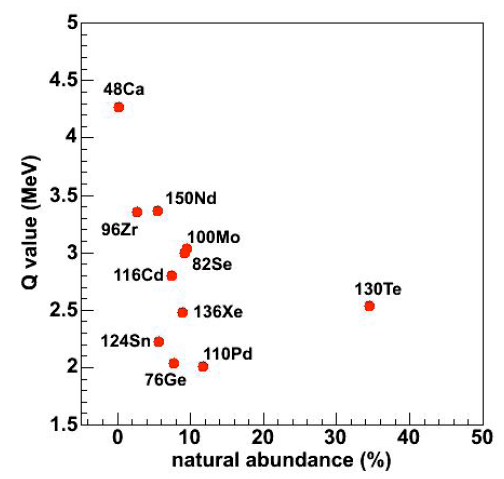 5
4.5
4
3.5
3
2.5
2
1.5
Q value (MeV)
48Ca
150Nd
96Zr
100Mo
82Se
116Cd
130Te
136Xe
124Sn
110Pd
76Ge
0 10 20 30 40 50
natural abundance (%)